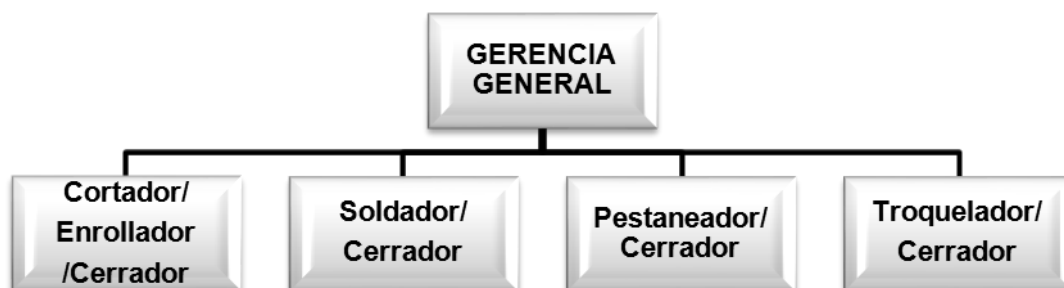 GERENCIA
GENERAL
Cortador/
Enrollador
/Cerrador
Soldador/
Cerrador
Pestaneador/
Cerrador
Troquelador/
Cerrador